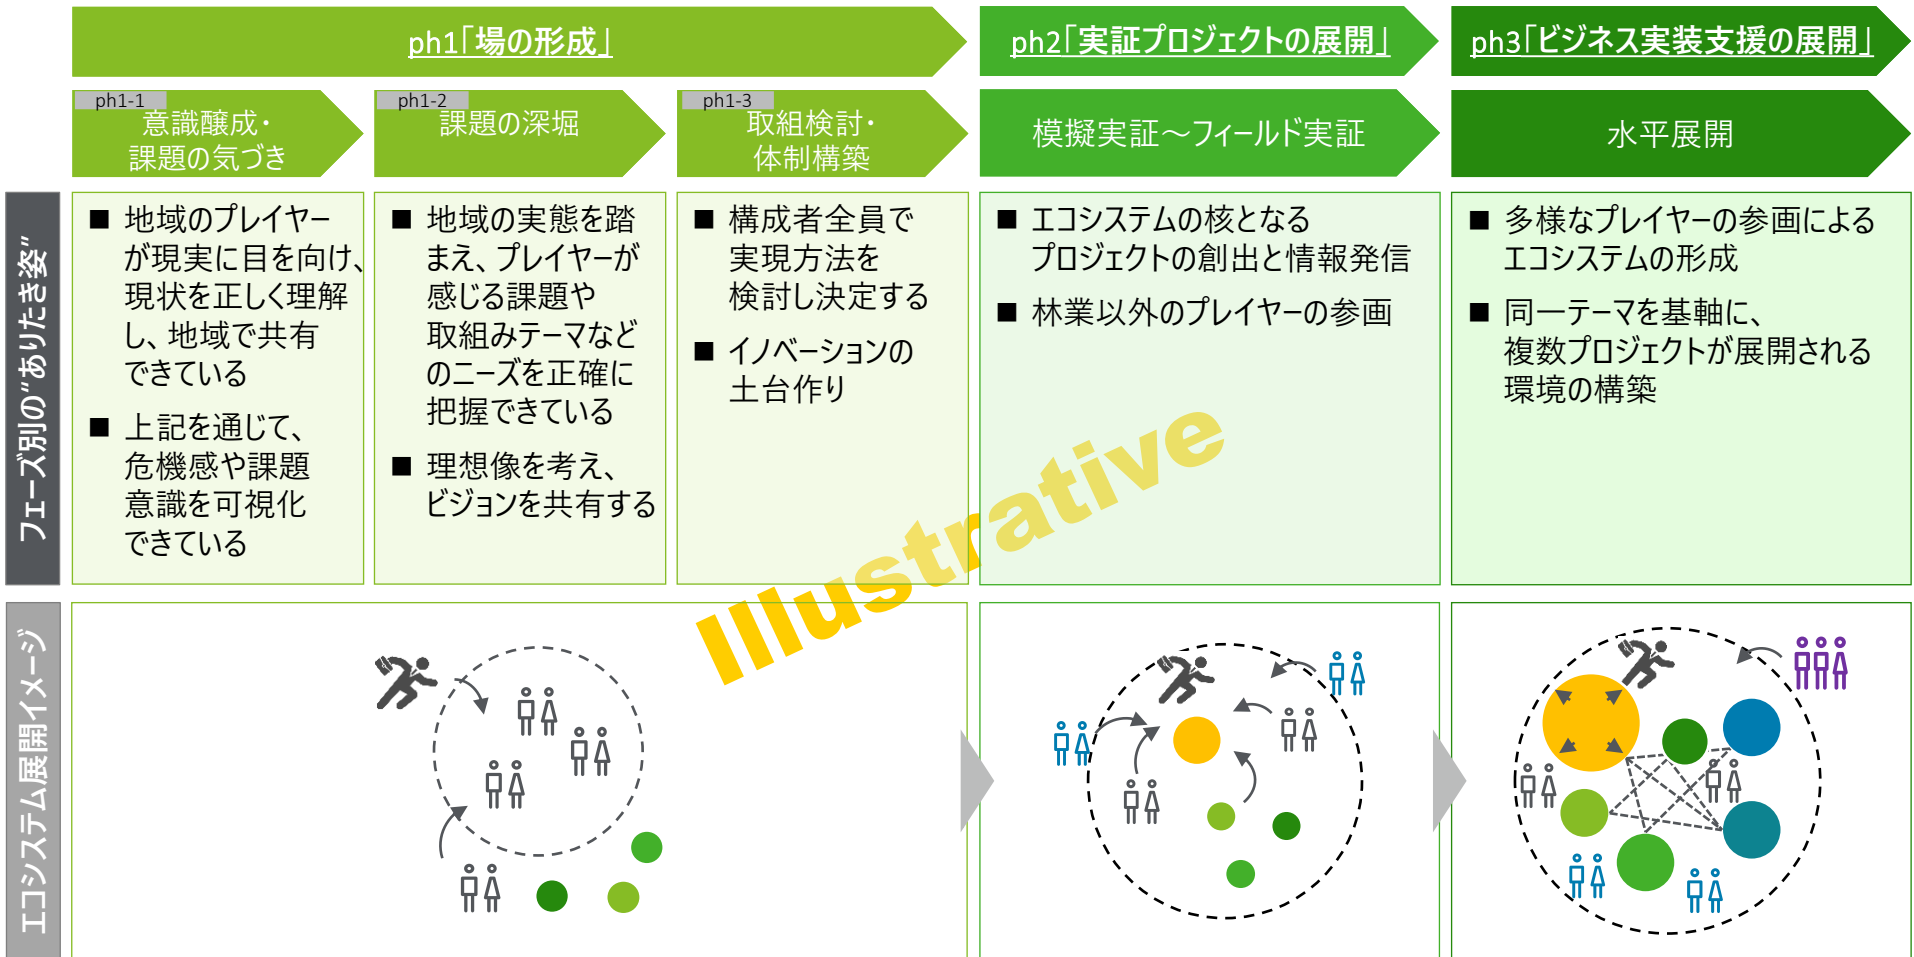 ph1「場の形成」
ph2「実証プロジェクトの展開」
ph3「ビジネス実装支援の展開」
ph1-1
意識醸成・
課題の気づき
ph1-2
課題の深堀
ph1-3
取組検討・
体制構築
模擬実証～フィールド実証
水平展開
フェーズ別の“ありたき姿”
■ 地域のプレイヤー
が現実に目を向け、
現状を正しく理解
し、地域で共有
できている
■ 上記を通じて、
危機感や課題
意識を可視化
できている
■ 地域の実態を踏
まえ、プレイヤーが
感じる課題や
取組みテーマなど
のニーズを正確に
把握できている
■ 理想像を考え、
ビジョンを共有する
■ 構成者全員で
実現方法を
検討し決定する
■ イノベーションの
土台作り
■ エコシステムの核となる
プロジェクトの創出と情報発信
■ 林業以外のプレイヤーの参画
■ 多様なプレイヤーの参画による
エコシステムの形成
■ 同一テーマを基軸に、
複数プロジェクトが展開される
環境の構築
Illustrative
エコシステム展開イメージ